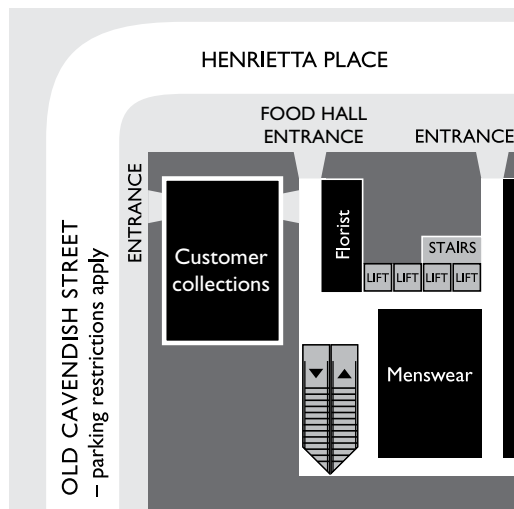 HENRIETTA PLACE
FOOD HALL
ENTRANCE
ENTRANCE
ENTRANCE
OLD CAVENDISH STREET
– parking restrictions apply
Customer
collections
Florist
STAIRS
LIFT
LIFT
LIFT
LIFT
Menswear